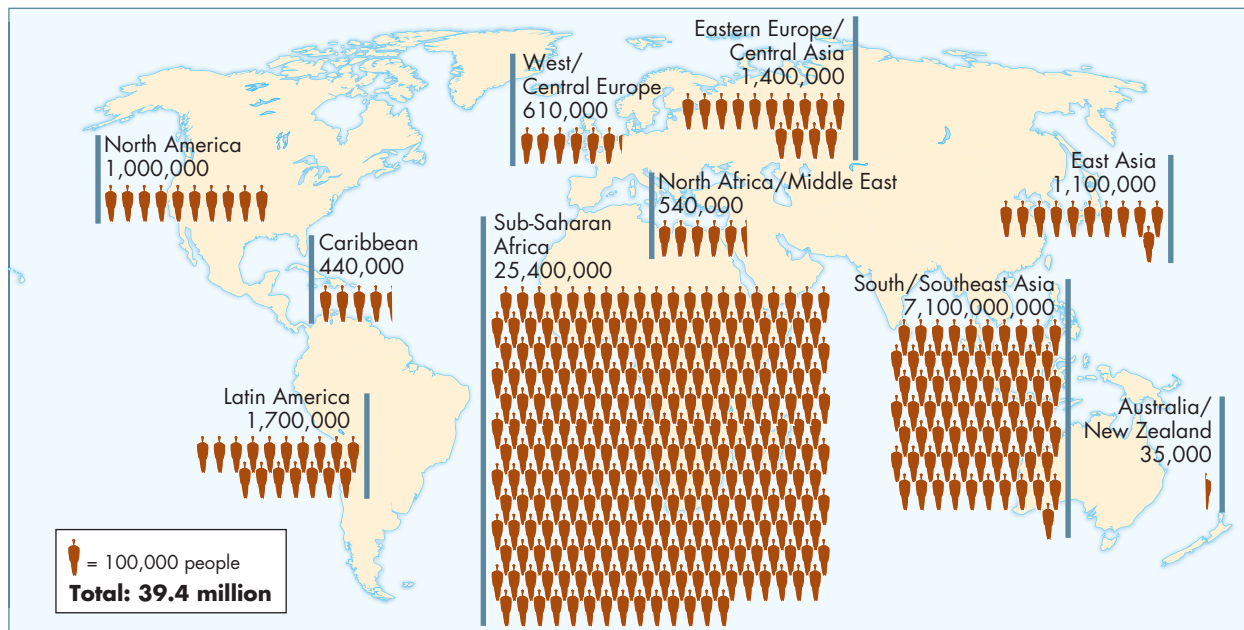 Eastern Europe/
Central Asia
1,400,000
West/
Central Europe
610,000
North America
1,000,000
East Asia
1,100,000
North Africa/Middle East
540,000
Sub-Saharan
Africa
25,400,000
Caribbean
440,000
South/Southeast Asia
7,100,000,000
Latin America
1,700,000
Australia/
New Zealand
35,000
= 100,000 people
Total: 39.4 million